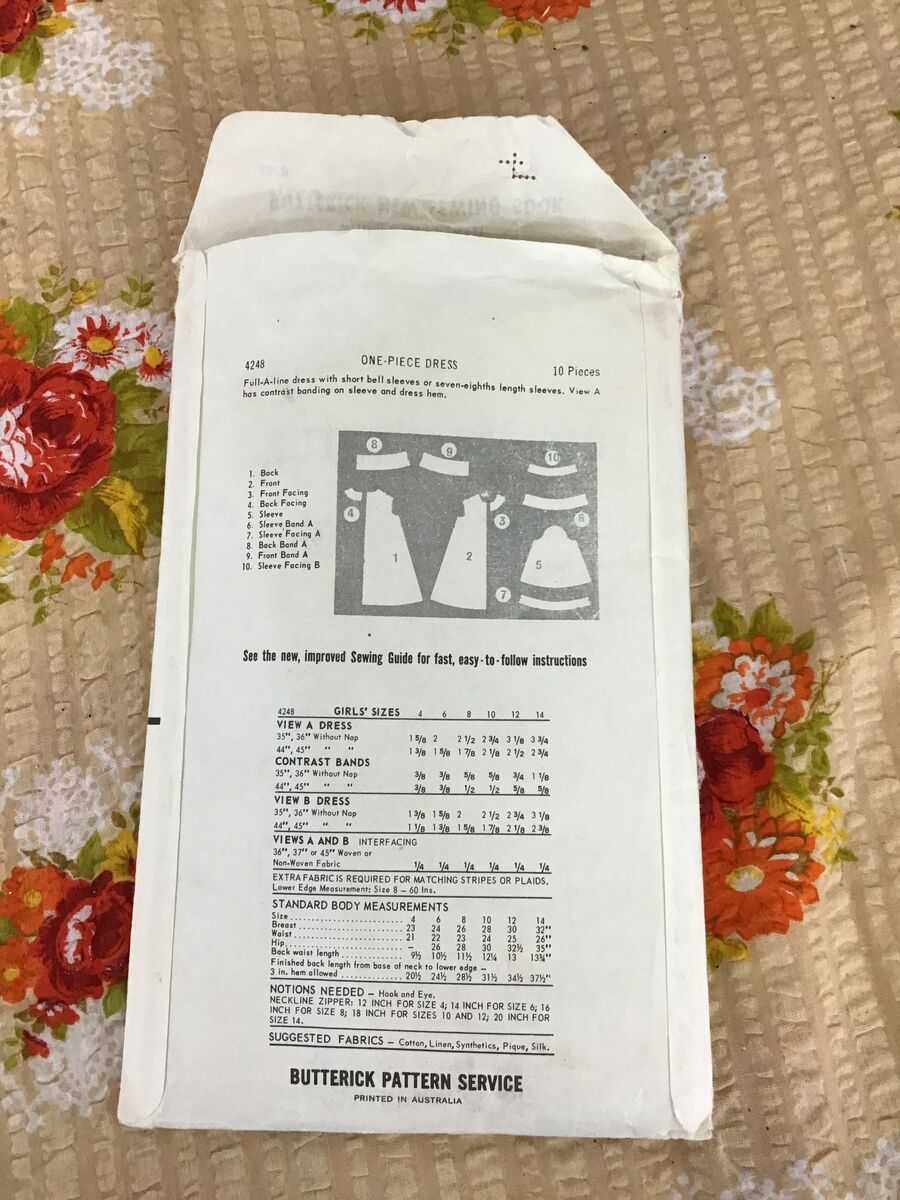 BUTTERICK NEW SEWING BOOK
4248 ONE-PIECE DRESS 10 Pieces
Full-A-line dress with short bell sleeves or seven-eighths length sleeves. View A
has contrast banding on sleeve and dress hem.
1. Back
2. Front
3. Front Facing
4. Back Facing
5. Sleeve
6. Sleeve Band A
7. Sleeve Facing A
8. Back Band A
9. Front Band A
10. Sleeve Facing B
8 9 10
4 3 6
1 2 5
7
See the new, improved Sewing Guide for fast, easy-to-follow instructions
4248 GIRLS' SIZES 4 6 8 10 12 14
VIEW A DRESS
35", 36" Without Nap 1 5/8 2 2 1/2 2 3/4 3 1/8 3 3/4
44", 45" " " 1 3/8 1 5/8 1 7/8 2 1/8 2 1/2 2 3/4
CONTRAST BANDS
35", 36" Without Nap 3/8 3/8 5/8 5/8 3/4 1 1/8
44", 45" " " 3/8 3/8 1/2 1/2 5/8 5/8
VIEW B DRESS
35", 36" Without Nap 1 3/8 1 5/8 2 2 1/2 2 3/4 3 1/8
44", 45" " " 1 1/8 1 3/8 1 5/8 1 7/8 2 1/8 2 3/8
VIEWS A AND B INTERFACING
36", 37" or 45" Woven or
Non-Woven Fabric 1/4 1/4 1/4 1/4 1/4 1/4
EXTRA FABRIC IS REQUIRED FOR MATCHING STRIPES OR PLAIDS.
Lower Edge Measurement: Size 8 – 60 Ins.
STANDARD BODY MEASUREMENTS
Size 4 6 8 10 12 14
Breast 23 24 26 28 30 32"
Waist 21 22 23 24 25 26"
Hip – 26 28 30 32½ 35"
Back waist length 9½ 10½ 11½ 12¼ 13 13¾"
Finished back length from base of neck to lower edge –
3 in. hem allowed 20½ 24½ 28½ 31½ 34½ 37½"
NOTIONS NEEDED – Hook and Eye.
NECKLINE ZIPPER: 12 INCH FOR SIZE 4; 14 INCH FOR SIZE 6; 16
INCH FOR SIZE 8; 18 INCH FOR SIZES 10 AND 12; 20 INCH FOR
SIZE 14.
SUGGESTED FABRICS – Cotton, Linen, Synthetics, Pique, Silk.
BUTTERICK PATTERN SERVICE
PRINTED IN AUSTRALIA